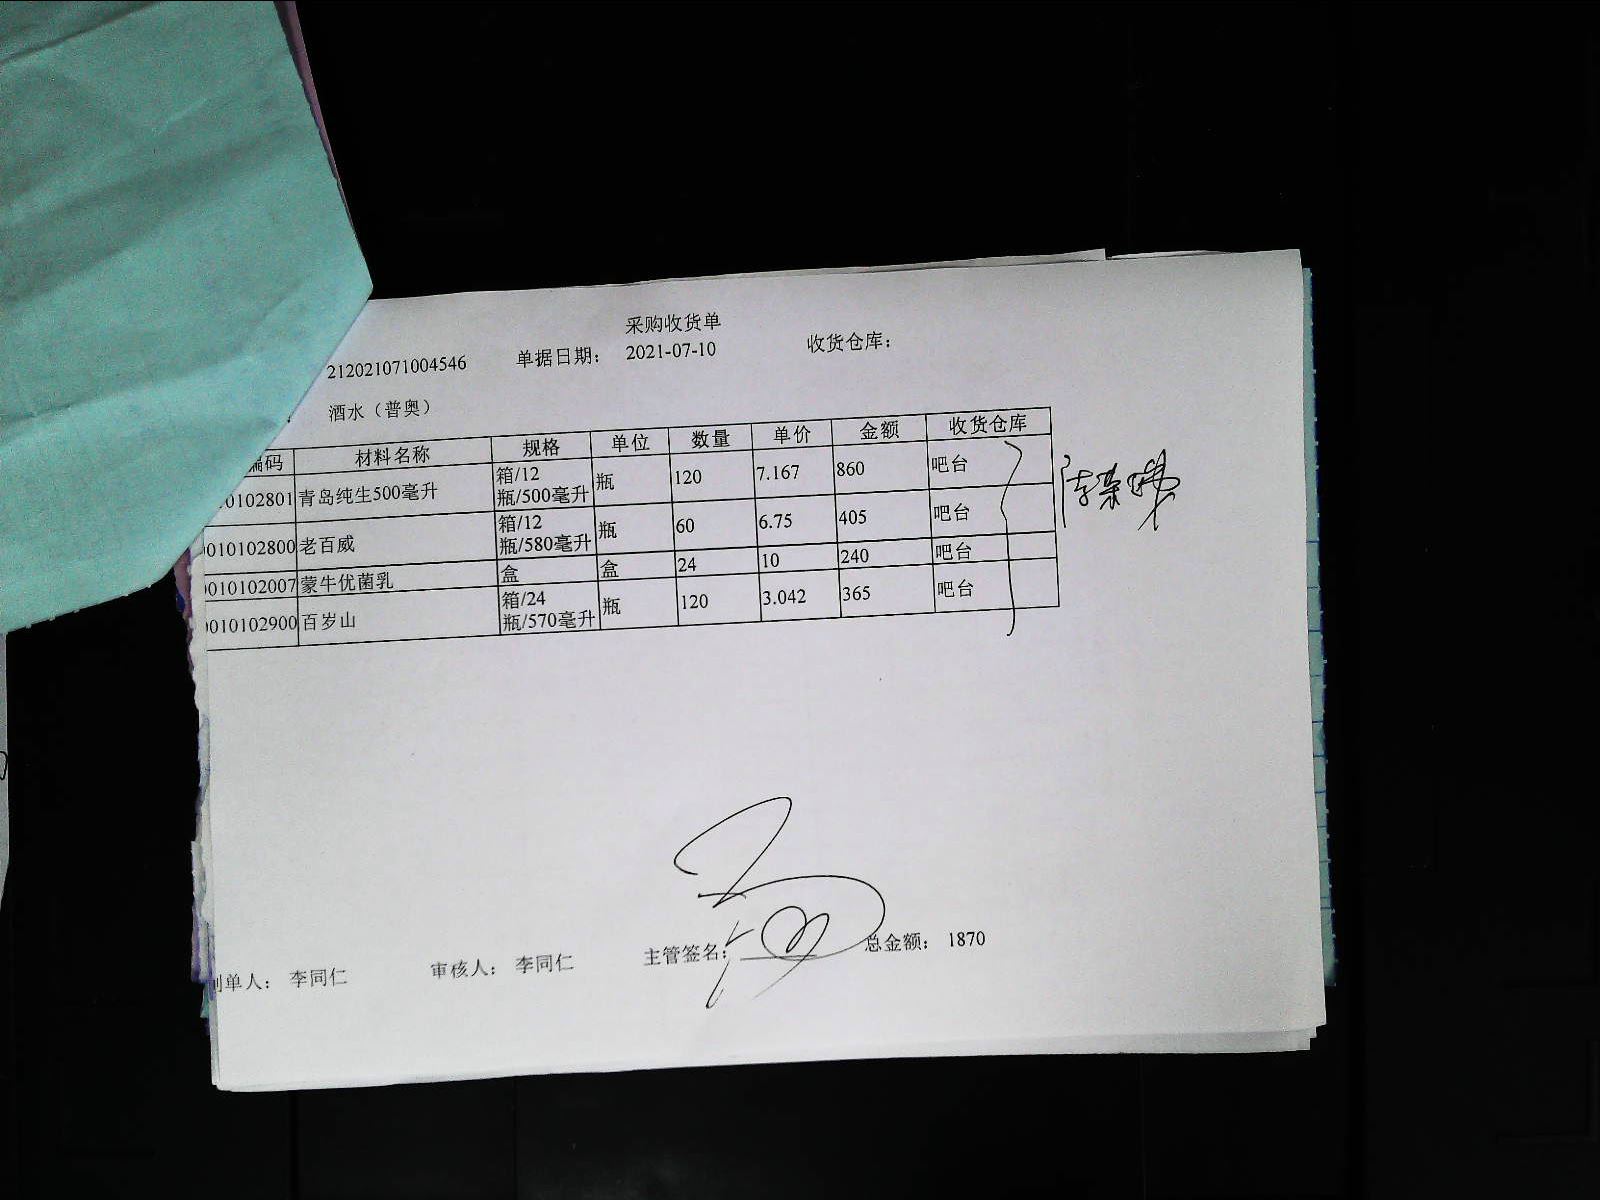 采购收货单
212021071004546 单据日期： 2021-07-10 收货仓库：
酒水（普奥）
编码 材料名称 规格 单位 数量 单价 金额 收货仓库
0102801 青岛纯生500毫升 箱/12瓶/500毫升 瓶 120 7.167 860 吧台
010102800 老百威 箱/12瓶/580毫升 瓶 60 6.75 405 吧台
010102007 蒙牛优菌乳 盒 盒 24 10 240 吧台
010102900 百岁山 箱/24瓶/570毫升 瓶 120 3.042 365 吧台
制单人： 李同仁 审核人： 李同仁 主管签名： 总金额： 1870